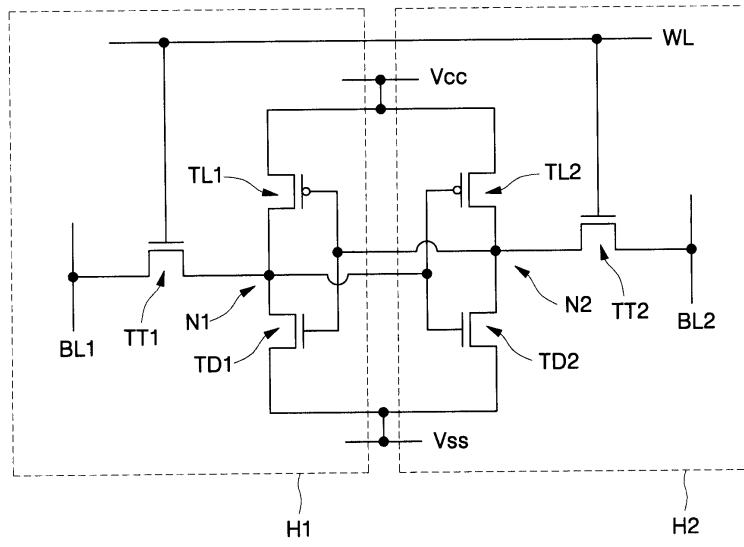 WL
Vcc
TL1
TL2
N1
N2
TT1
TT2
BL1
BL2
TD1
TD2
Vss
H1
H2